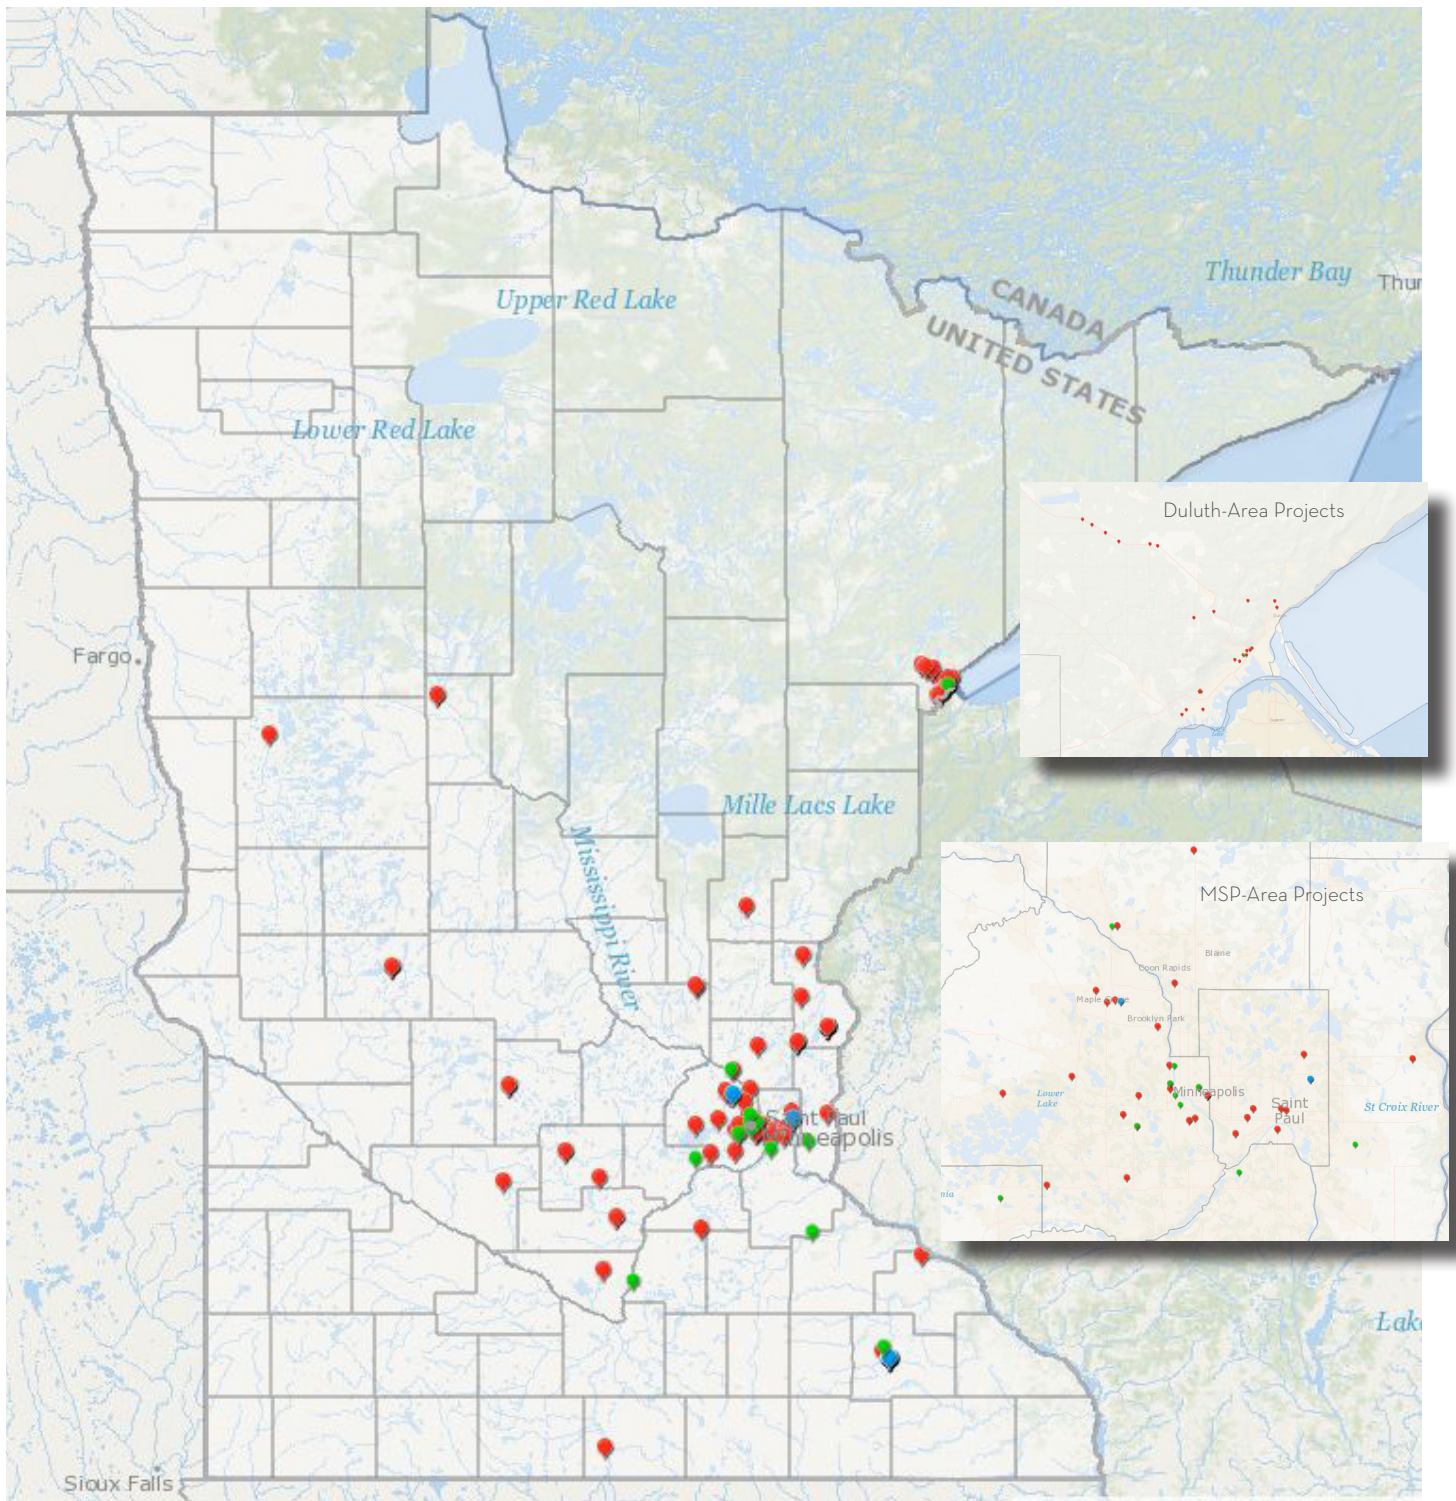 Thunder Bay
Thur
CANADA
UNITED STATES
Upper Red Lake
Lower Red Lake
Duluth-Area Projects
Fargo
Mille Lacs Lake
Mississippi River
MSP-Area Projects
Blaine
Coon Rapids
Maple
Brooklyn Park
Minneapolis
Lower
Lake
Saint
Paul
St Croix River
nia
Saint Paul
Minneapolis
Lake
Sioux Falls